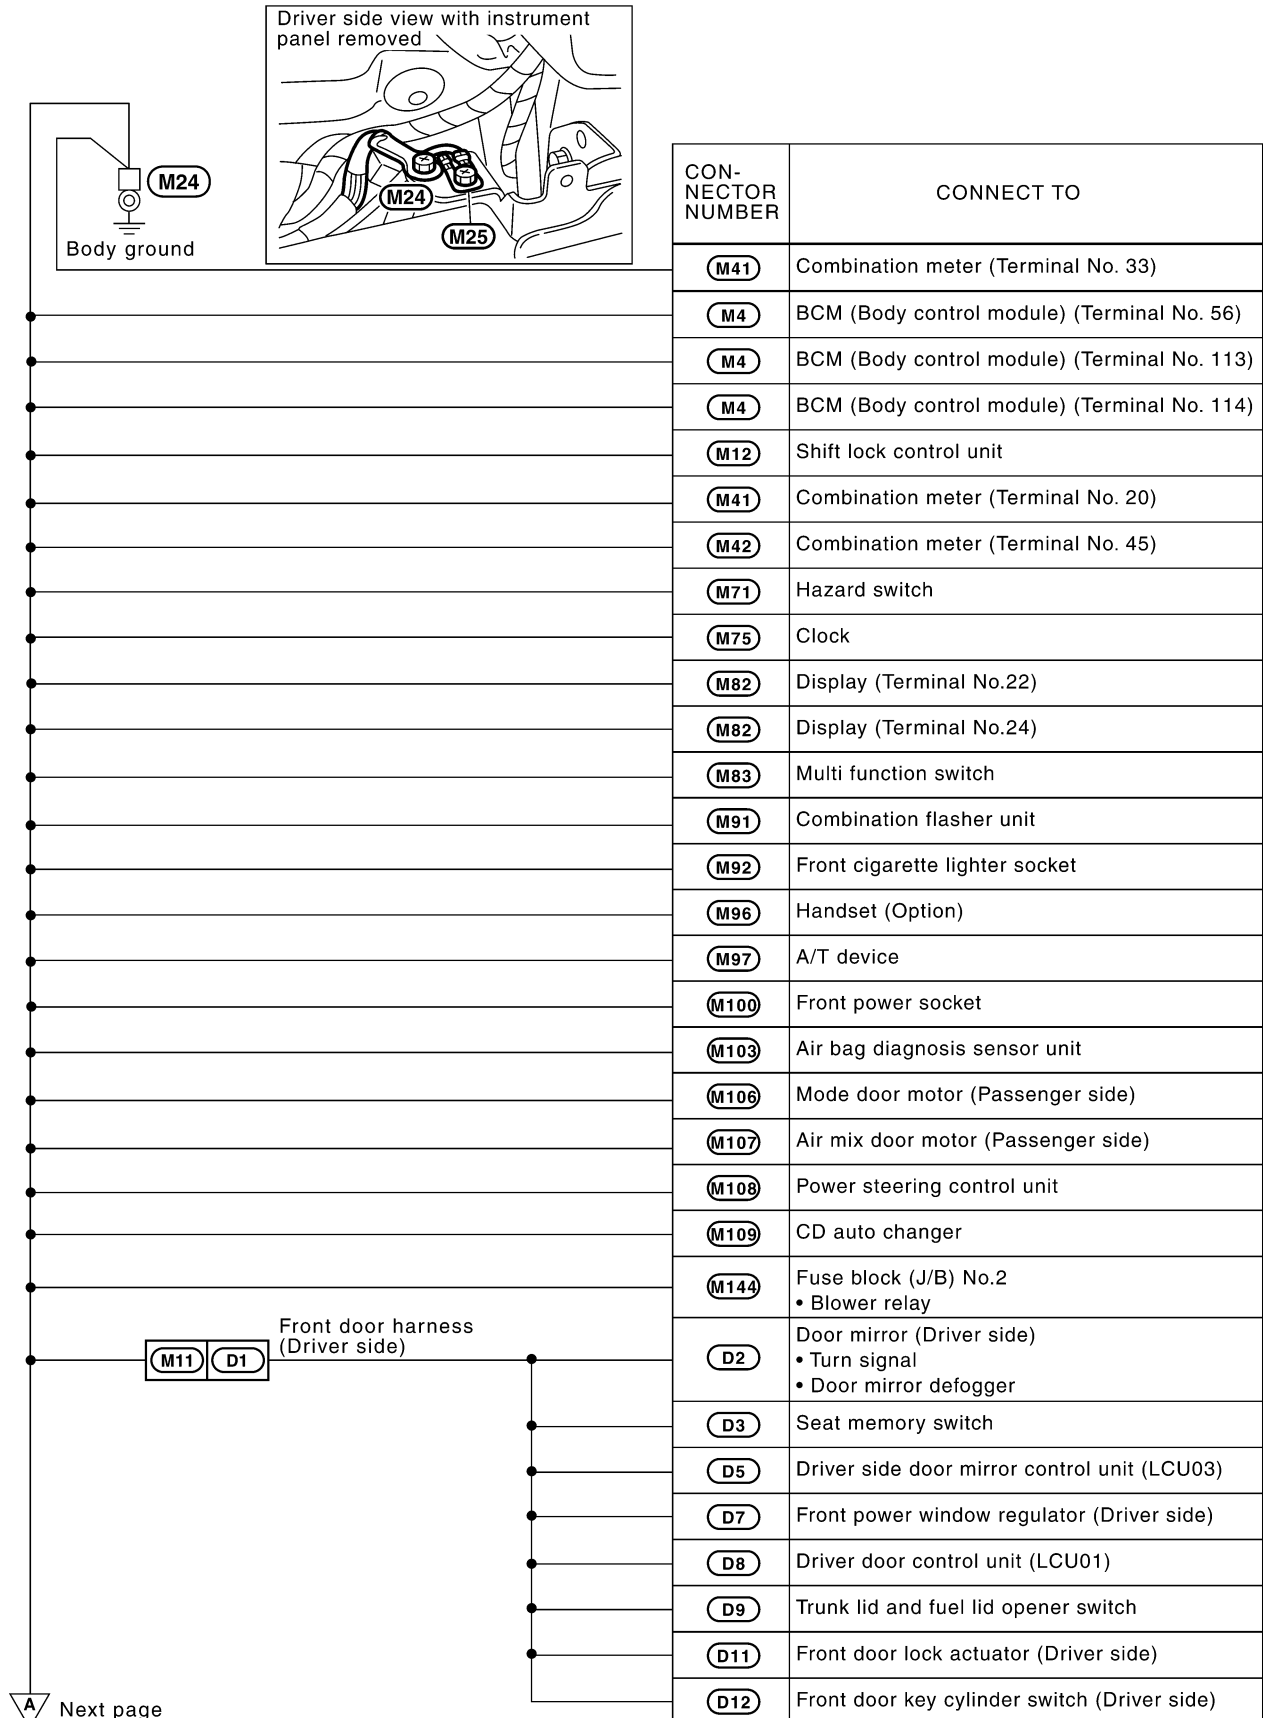 Driver side view with instrument
panel removed
M24
M24
M25
Body ground
CON-
NECTOR
NUMBER
CONNECT TO
M41 Combination meter (Terminal No. 33)
M4 BCM (Body control module) (Terminal No. 56)
M4 BCM (Body control module) (Terminal No. 113)
M4 BCM (Body control module) (Terminal No. 114)
M12 Shift lock control unit
M41 Combination meter (Terminal No. 20)
M42 Combination meter (Terminal No. 45)
M71 Hazard switch
M75 Clock
M82 Display (Terminal No.22)
M82 Display (Terminal No.24)
M83 Multi function switch
M91 Combination flasher unit
M92 Front cigarette lighter socket
M96 Handset (Option)
M97 A/T device
M100 Front power socket
M103 Air bag diagnosis sensor unit
M106 Mode door motor (Passenger side)
M107 Air mix door motor (Passenger side)
M108 Power steering control unit
M109 CD auto changer
M144 Fuse block (J/B) No.2
• Blower relay
Front door harness
(Driver side)
M11 D1
D2 Door mirror (Driver side)
• Turn signal
• Door mirror defogger
D3 Seat memory switch
D5 Driver side door mirror control unit (LCU03)
D7 Front power window regulator (Driver side)
D8 Driver door control unit (LCU01)
D9 Trunk lid and fuel lid opener switch
D11 Front door lock actuator (Driver side)
D12 Front door key cylinder switch (Driver side)
A Next page